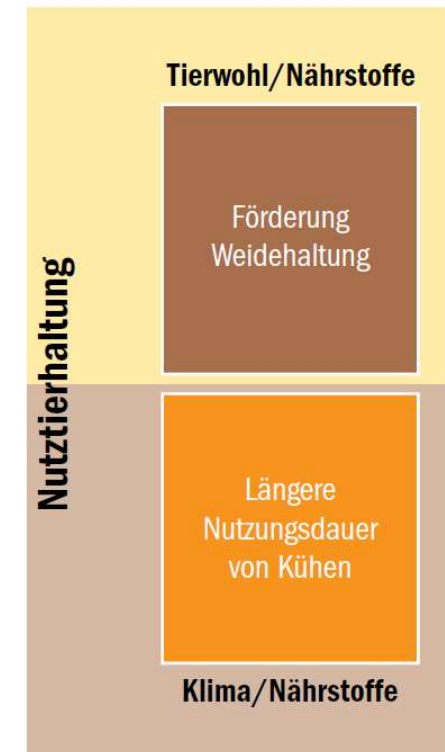 Tierwohl/Nährstoffe
Förderung
Weidehaltung
Nutztierhaltung
Längere
Nutzungsdauer
von Kühen
Klima/Nährstoffe